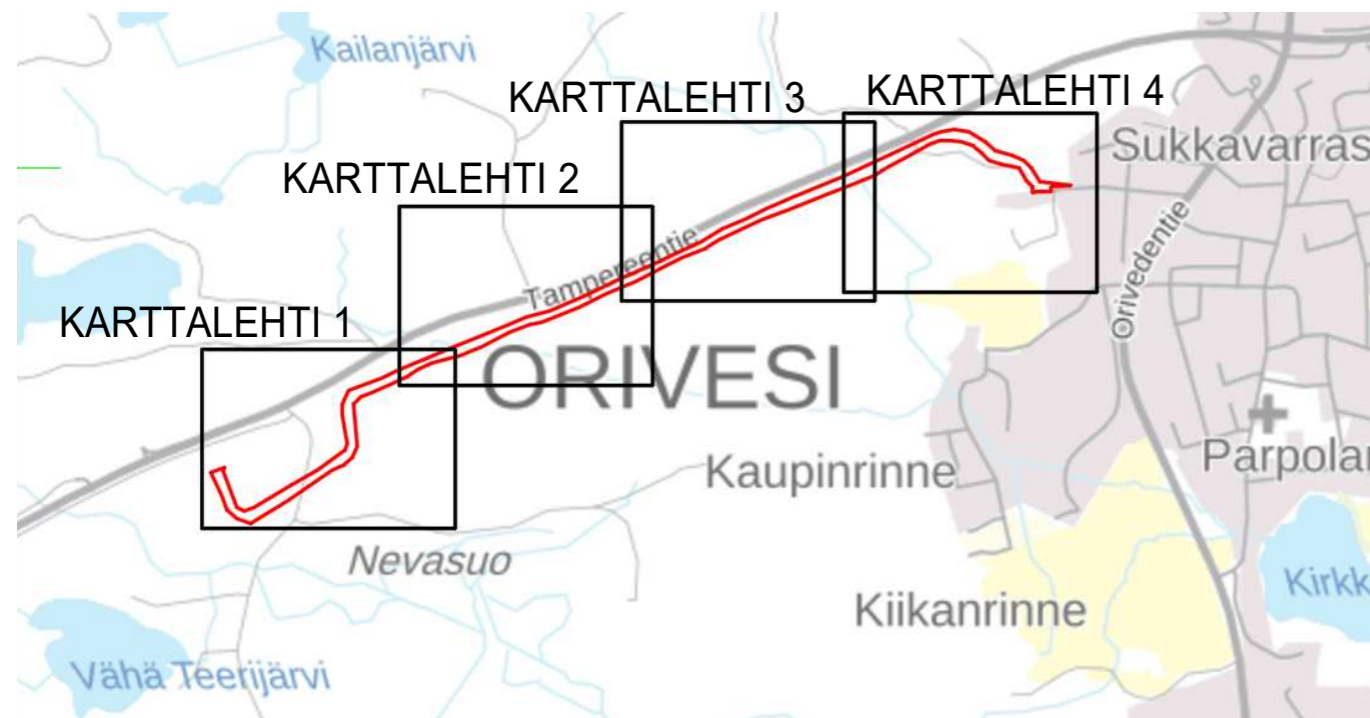 Kailanjärvi
KARTTALEHTI 3
KARTTALEHTI 4
Sukkavarras
KARTTALEHTI 2
Tampereentie
Orivedentie
KARTTALEHTI 1
ORIVESI
Kaupinrinne
Parpolan
Nevasuo
Kirkk
Kiikanrinne
Vähä Teerijärvi